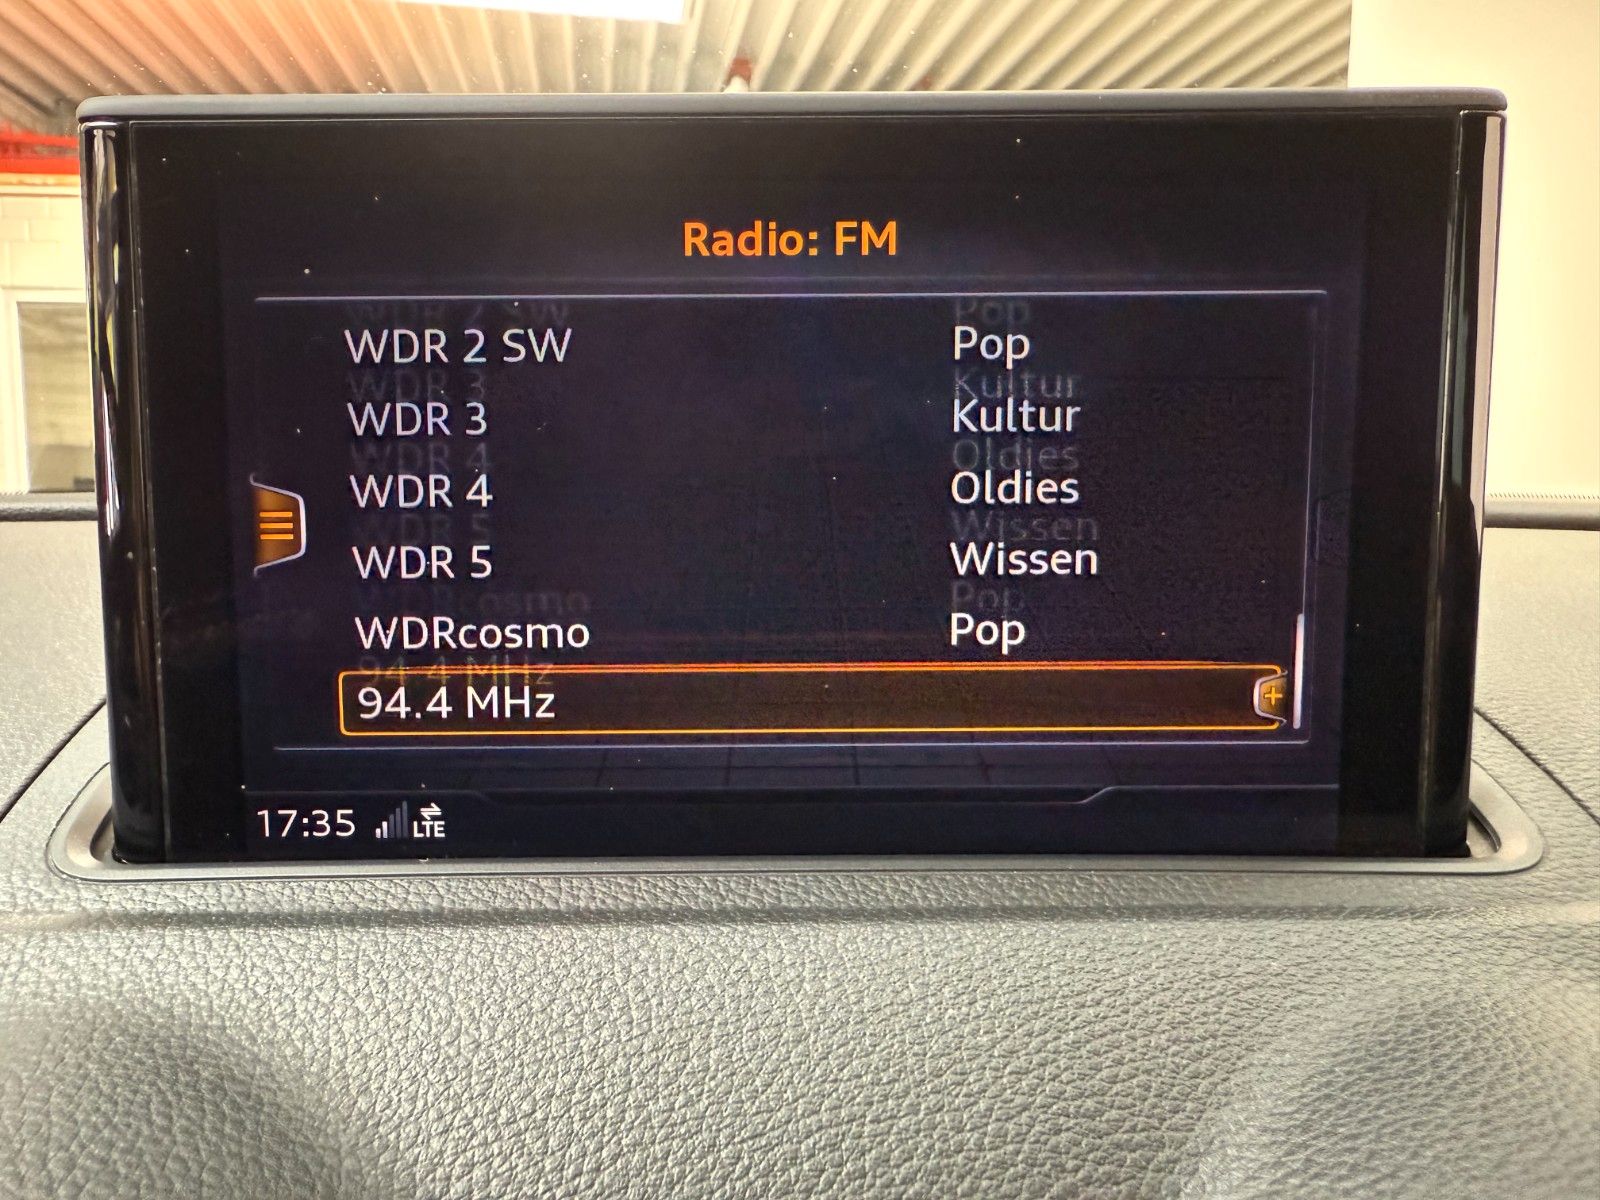 Radio: FM
WDR 2 SW Pop
WDR 3 Kultur
WDR 4 Oldies
WDR 5 Wissen
WDRcosmo Pop
94.4 MHz
17:35 LTE